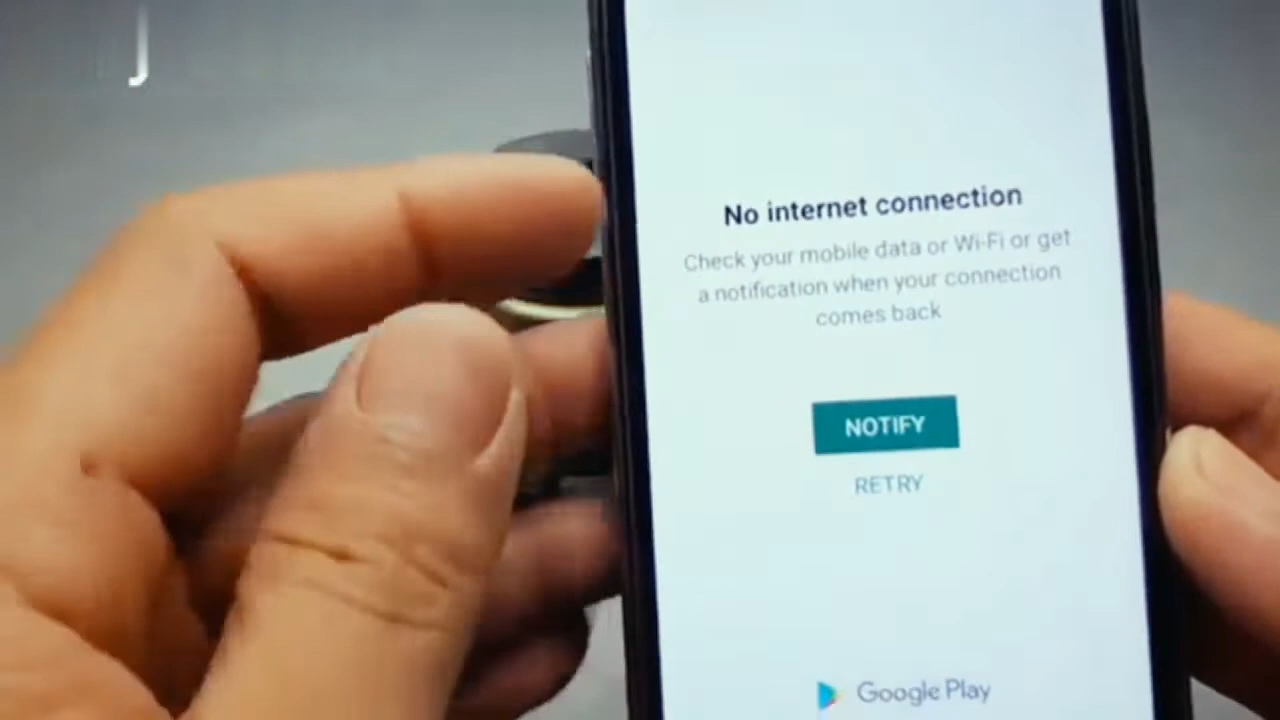 J
No internet connection
Check your mobile data or Wi-Fi or get
a notification when your connection
comes back
NOTIFY
RETRY
Google Play